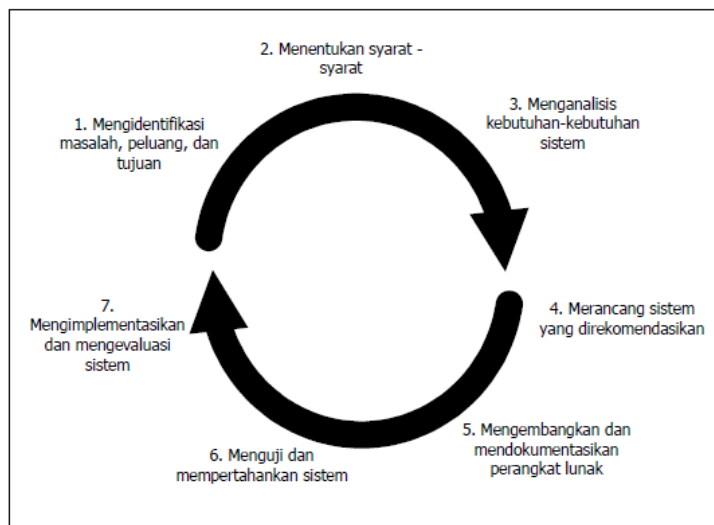 1. Mengidentifikasi
masalah, peluang, dan
tujuan
2. Menentukan syarat -
syarat
3. Menganalisis
kebutuhan-kebutuhan
sistem
4. Merancang sistem
yang direkomendasikan
5. Mengembangkan dan
mendokumentasikan
perangkat lunak
6. Menguji dan
mempertahankan sistem
7.
Mengimplementasikan
dan mengevaluasi
sistem